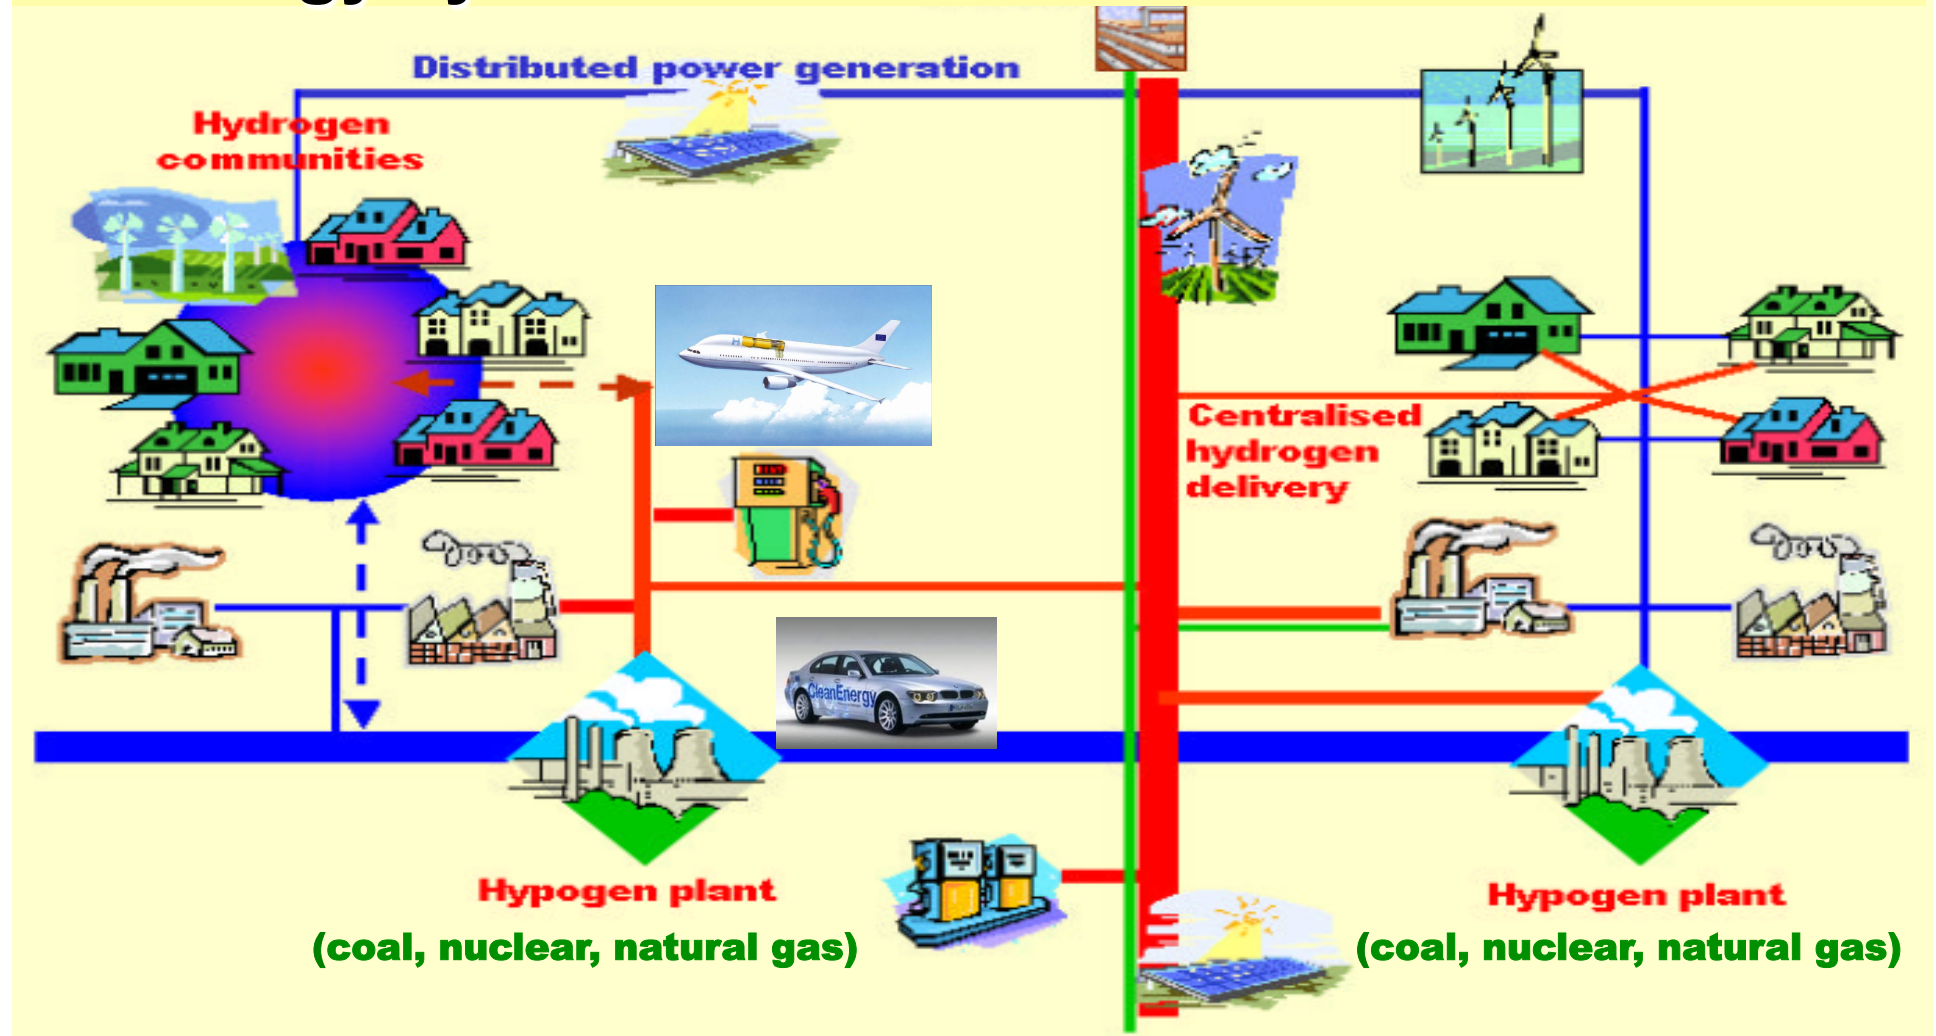 Distributed power generation
Hydrogen
communities
H
Centralised
hydrogen
delivery
CleanEnergy
Hypogen plant
(coal, nuclear, natural gas)
Hypogen plant
(coal, nuclear, natural gas)